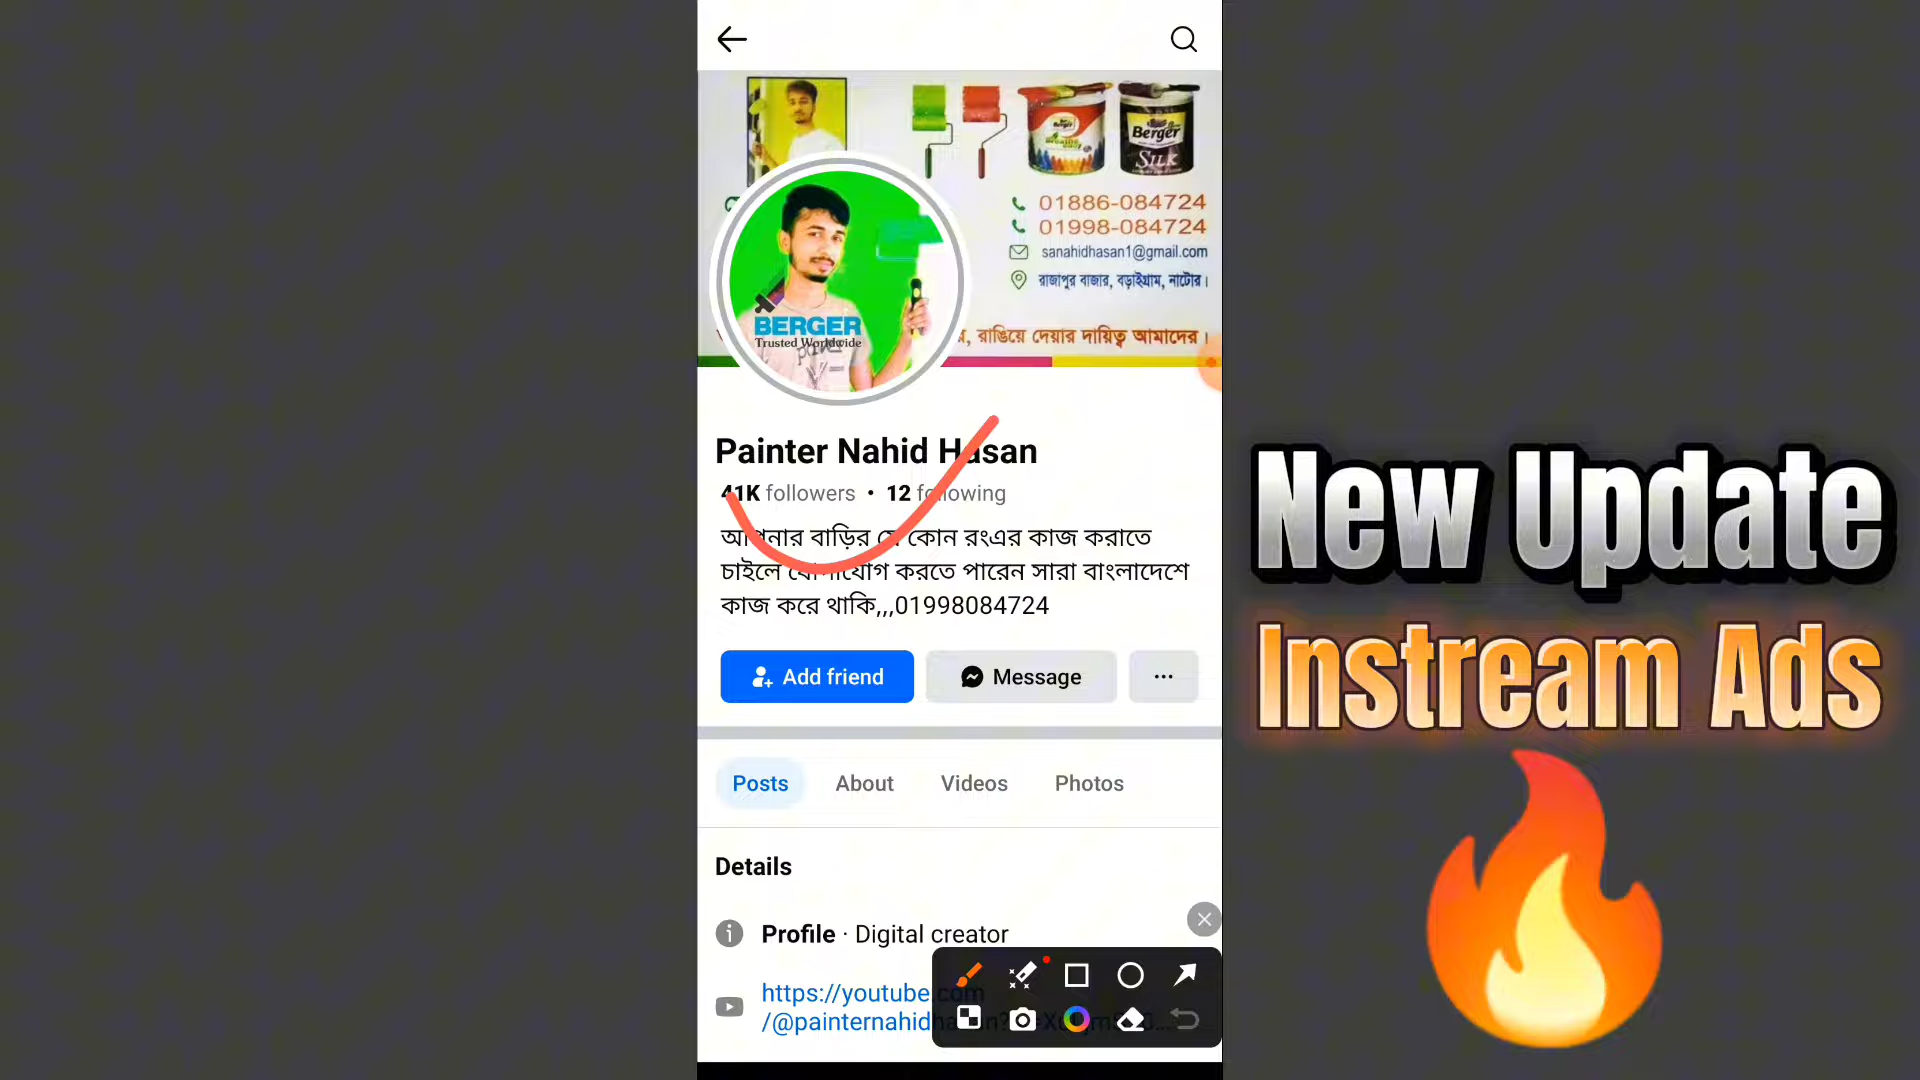 Berger
Berger
SILK
01886-084724
01998-084724
sanahidhasan1@gmail.com
রাজাপুর বাজার, বড়াইগ্রাম, নাটোর।
রাঙিয়ে দেয়ার দায়িত্ব আমাদের।
BERGER
Trusted Worldwide
Painter Nahid Hasan
41K followers • 12 following
আপনার বাড়ির যে কোন রংএর কাজ করাতে
চাইলে যোগাযোগ করতে পারেন সারা বাংলাদেশে
কাজ করে থাকি,,,01998084724
Add friend
Message
Posts
About
Videos
Photos
Details
Profile · Digital creator
https://youtube.com
/@painternahidha
New Update
Instream Ads